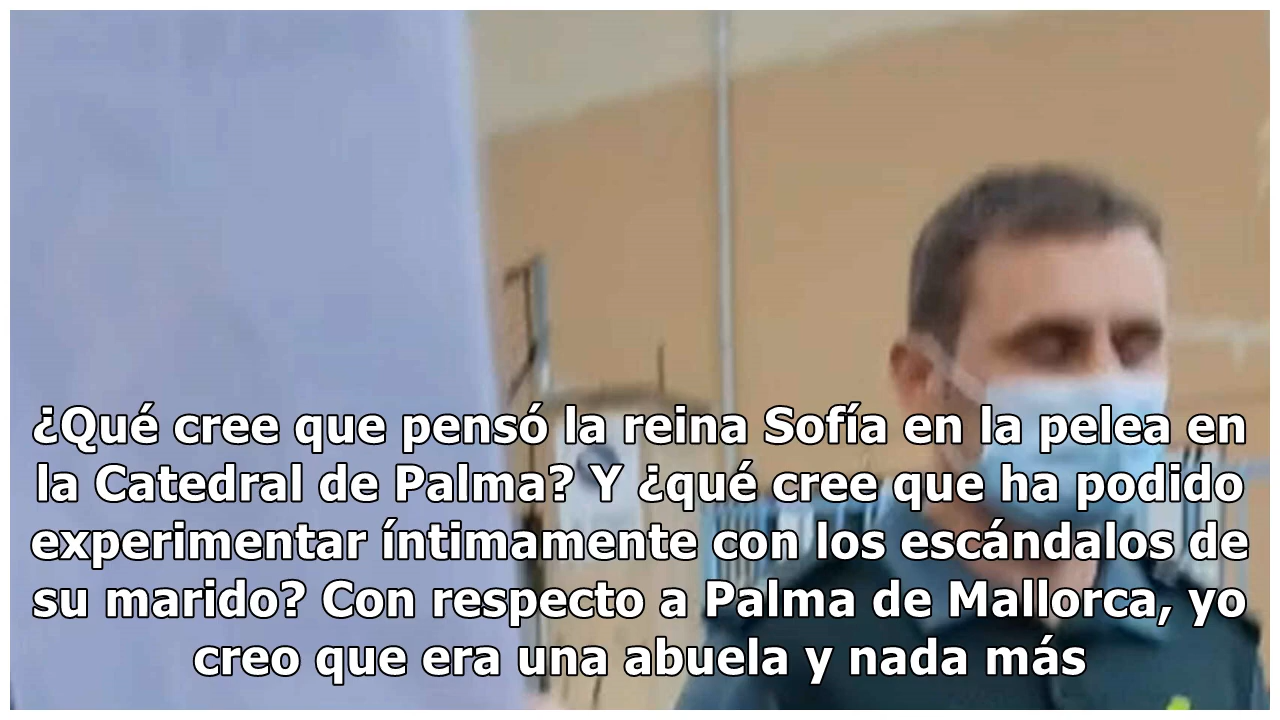 ¿Qué cree que pensó la reina Sofía en la pelea en
la Catedral de Palma? Y ¿qué cree que ha podido
experimentar íntimamente con los escándalos de
su marido? Con respecto a Palma de Mallorca, yo
creo que era una abuela y nada más